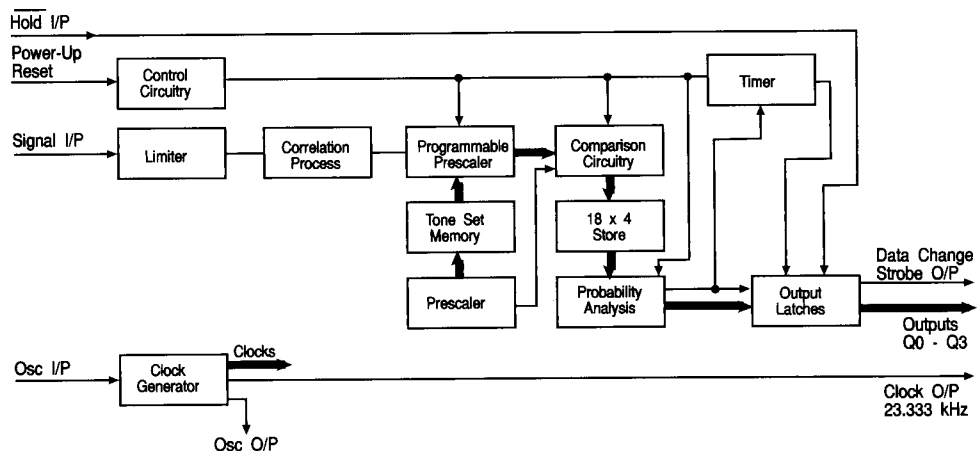 Hold I/P
Power-Up
Reset
Control
Circuitry
Timer
Signal I/P
Limiter
Correlation
Process
Programmable
Prescaler
Comparison
Circuitry
Tone Set
Memory
18 x 4
Store
Prescaler
Probability
Analysis
Output
Latches
Data Change
Strobe O/P
Outputs
Q0 - Q3
Osc I/P
Clock
Generator
Clocks
Osc O/P
Clock O/P
23.333 kHz